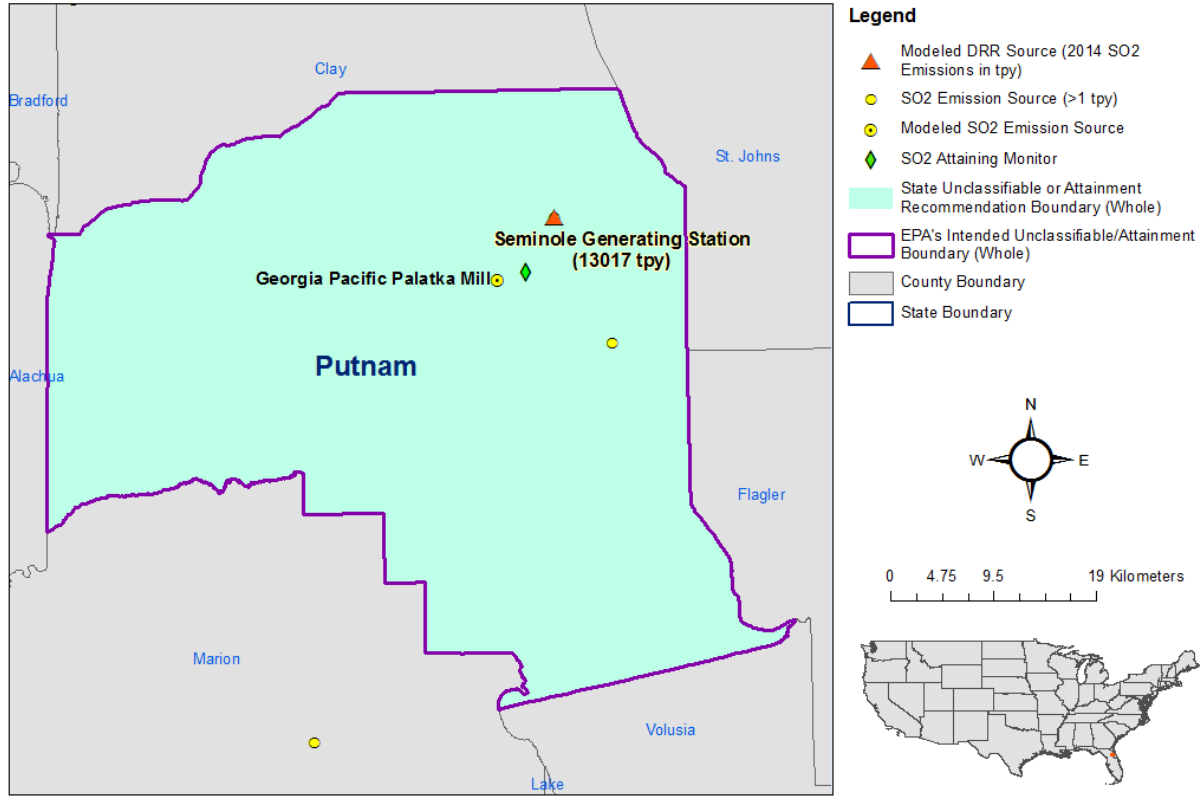 Clay
Bradford
St. Johns
Seminole Generating Station
(13017 tpy)
Georgia Pacific Palatka Mill
Putnam
Alachua
Flagler
Marion
Volusia
Lake
Legend
Modeled DRR Source (2014 SO2
Emissions in tpy)
SO2 Emission Source (>1 tpy)
Modeled SO2 Emission Source
SO2 Attaining Monitor
State Unclassifiable or Attainment
Recommendation Boundary (Whole)
EPA's Intended Unclassifiable/Attainment
Boundary (Whole)
County Boundary
State Boundary
N
W
E
S
0 4.75 9.5 19 Kilometers